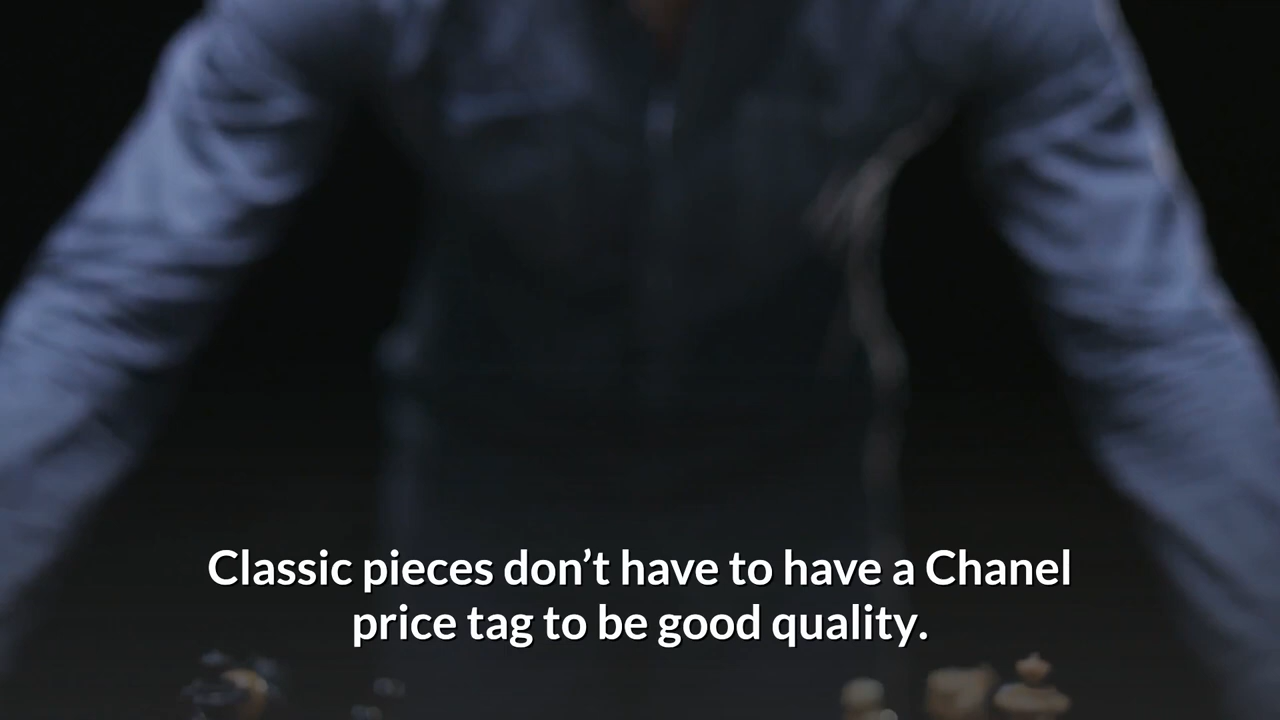 Classic pieces don’t have to have a Chanel
price tag to be good quality.